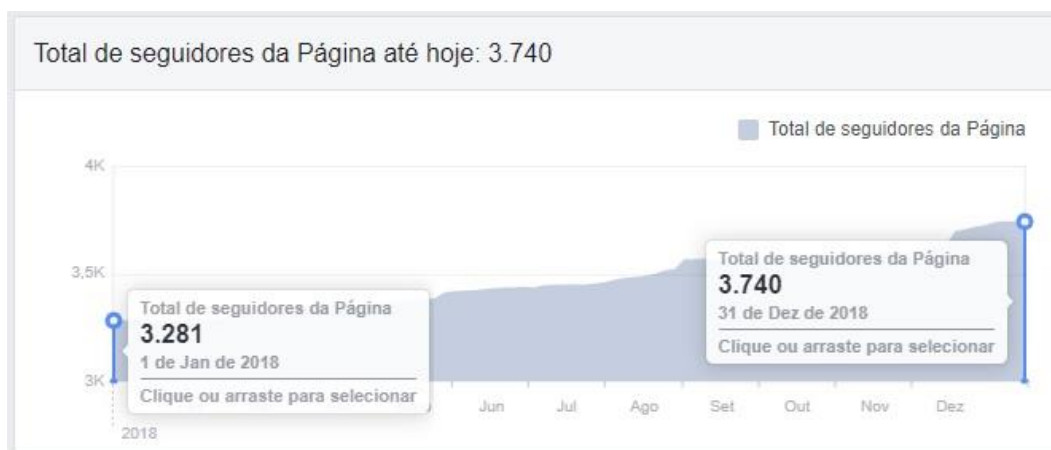 Total de seguidores da Página até hoje: 3.740
Total de seguidores da Página
4K
3,5K
3K
Total de seguidores da Página
3.281
1 de Jan de 2018
Clique ou arraste para selecionar
Total de seguidores da Página
3.740
31 de Dez de 2018
Clique ou arraste para selecionar
Jun Jul Ago Set Out Nov Dez
2018